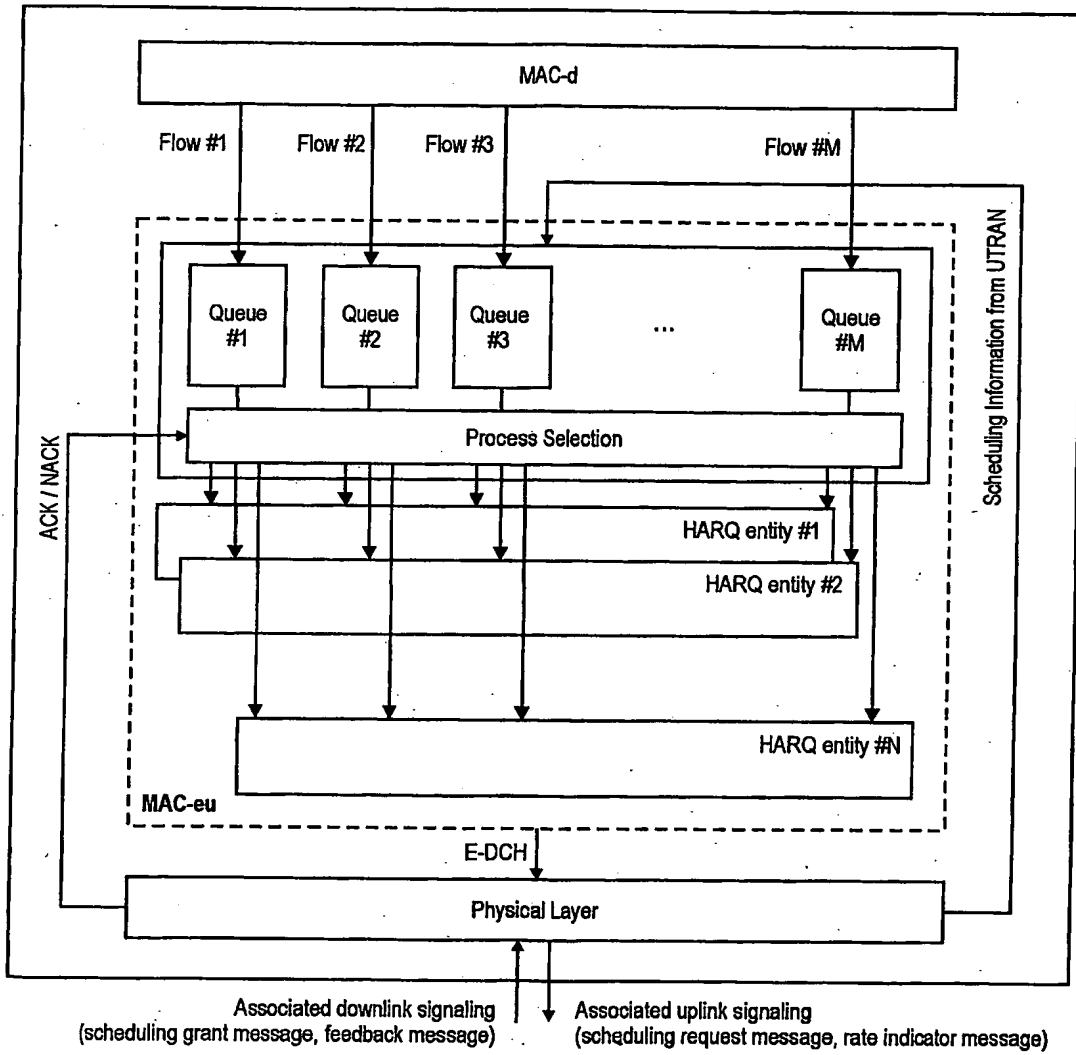 MAC-d
Flow #1
Flow #2
Flow #3
Flow #M
Scheduling Information from UTRAN
Queue
#1
Queue
#2
Queue
#3
...
Queue
#M
Process Selection
ACK / NACK
HARQ entity #1
HARQ entity #2
HARQ entity #N
MAC-eu
E-DCH
Physical Layer
Associated downlink signaling
(scheduling grant message, feedback message)
Associated uplink signaling
(scheduling request message, rate indicator message)